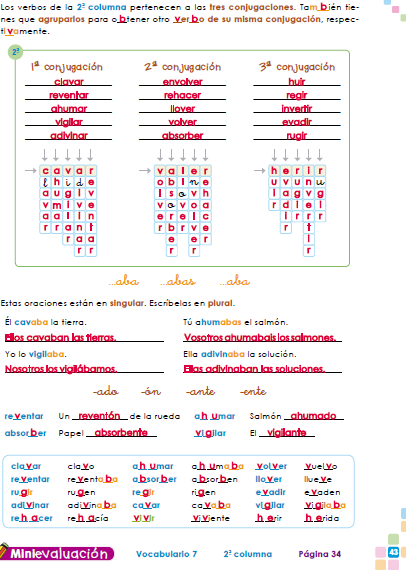 Los verbos de la 2ª columna pertenecen a las tres conjugaciones. También tie-
nes que agruparlos para obtener otro verbo de su misma conjugación, respec-
tivamente.
2ª
1ª conjugación 2ª conjugación 3ª conjugación
clavar envolver huir
reventar rehacer regir
ahumar llover invertir
vigilar volver evadir
adivinar absorber rugir
c a v a r v a l e r h e r i r
l h i d e o b l n e u v u n u
a u g i v l s o v h i a g v g
v m i v e v o v o a r d i e i
a a l i n e r e l c i r r r
r r a n t r b r v e r t
r a a e e r i
r r r r r
...aba ...abas ...aba
Estas oraciones están en singular. Escríbelas en plural.
Él cavaba la tierra. Tú ahumabas el salmón.
Ellos cavaban las tierras. Vosotros ahumabais los salmones.
Yo lo vigilaba. Ella adivinaba la solución.
Nosotros los vigilábamos. Ellas adivinaban las soluciones.
-ado -ón -ante -ente
reventar Un reventón de la rueda ahumar Salmón ahumado
absorber Papel absorbente vigilar El vigilante
clavar clavo ahumar ahumaba volver vuelvo
reventar reventaba absorber absorben llover llueve
rugir rugen regir rigen evadir evaden
adivinar adivinaba cavar cavaba vigilar vigilaba
rehacer rehacía vivir viviente herir herida
Minievaluación Vocabulario 7 2ª columna Página 34 43